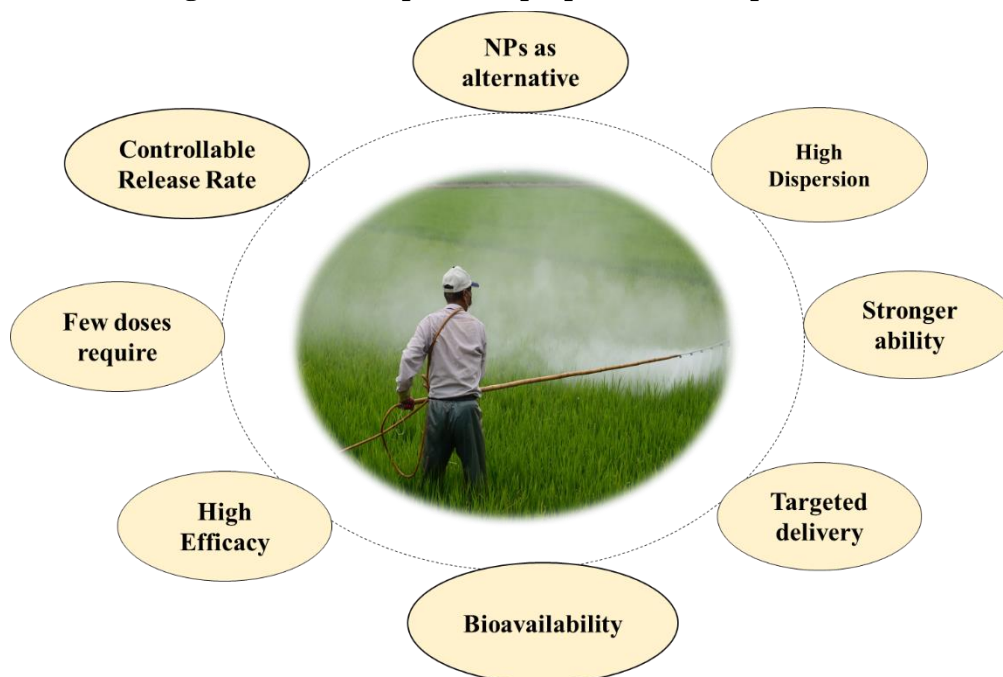 NPs as
alternative
High
Dispersion
Stronger
ability
Targeted
delivery
Bioavailability
High
Efficacy
Few doses
require
Controllable
Release Rate